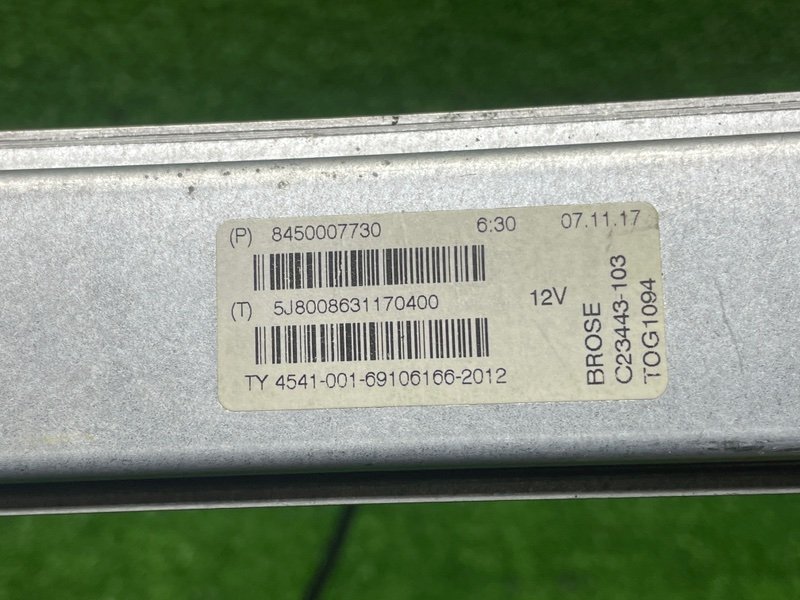 (P) 8450007730 6:30 07.11.17
(T) 5J8008631170400 12V
TY 4541-001-69106166-2012
BROSE
C23443-103
TOG1094